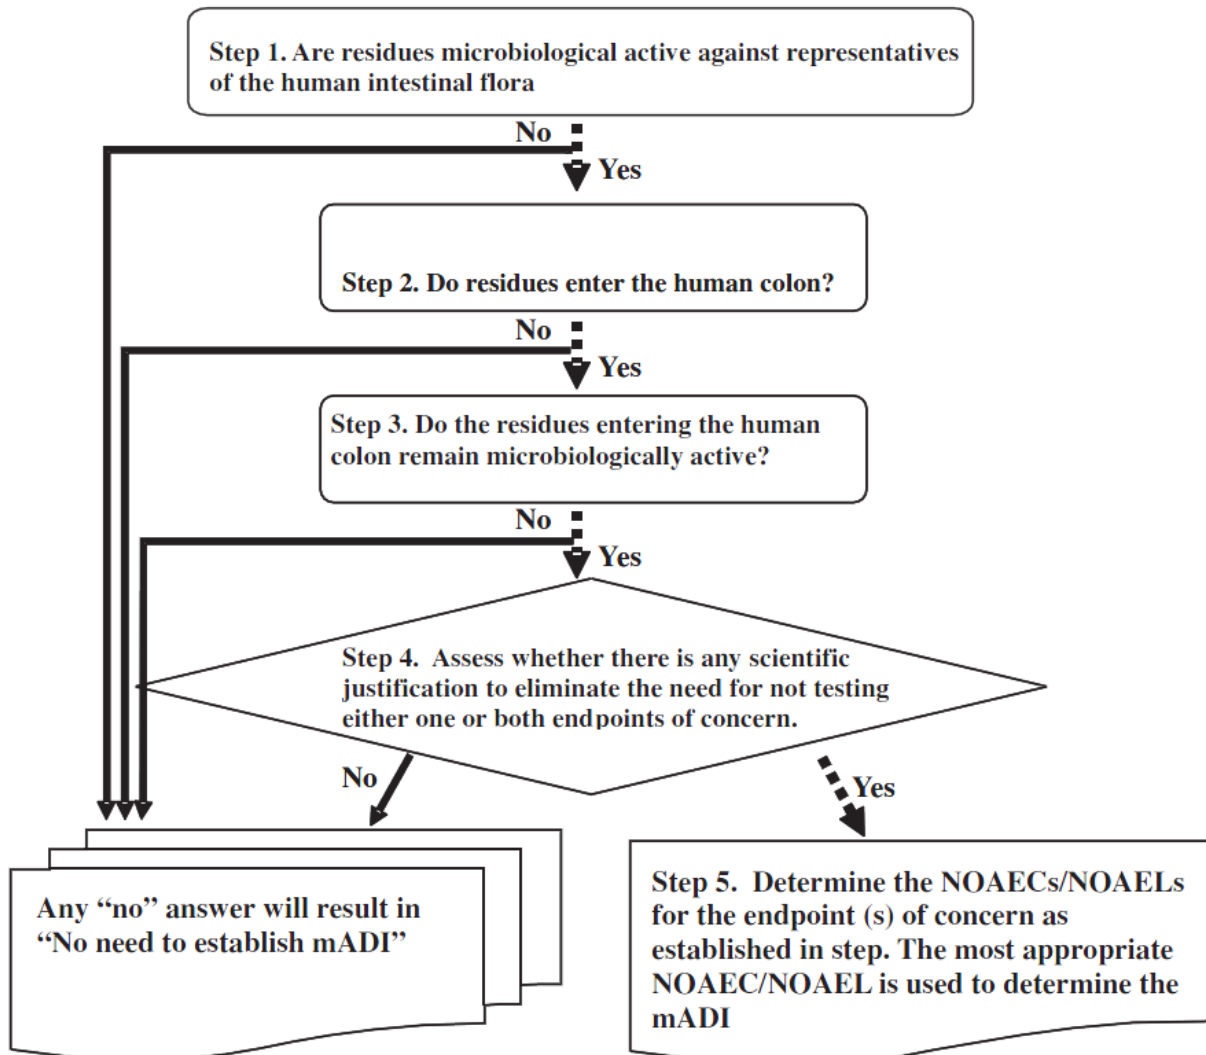 Step 1. Are residues microbiological active against representatives
of the human intestinal flora
No
Yes
Step 2. Do residues enter the human colon?
No
Yes
Step 3. Do the residues entering the human
colon remain microbiologically active?
No
Yes
Step 4. Assess whether there is any scientific
justification to eliminate the need for not testing
either one or both endpoints of concern.
No
Yes
Any “no” answer will result in
“No need to establish mADI”
Step 5. Determine the NOAECs/NOAELs
for the endpoint (s) of concern as
established in step. The most appropriate
NOAEC/NOAEL is used to determine the
mADI